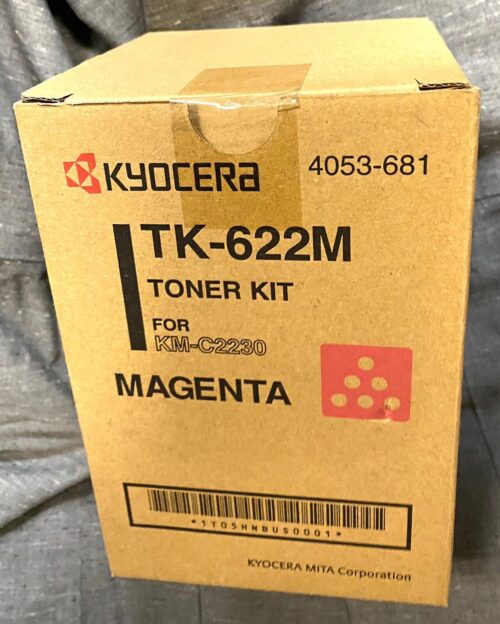 KYOCERA 4053-681
TK-622M
TONER KIT
FOR
KM-C2230
MAGENTA
*1T05HNBUS0001*
KYOCERA MITA Corporation